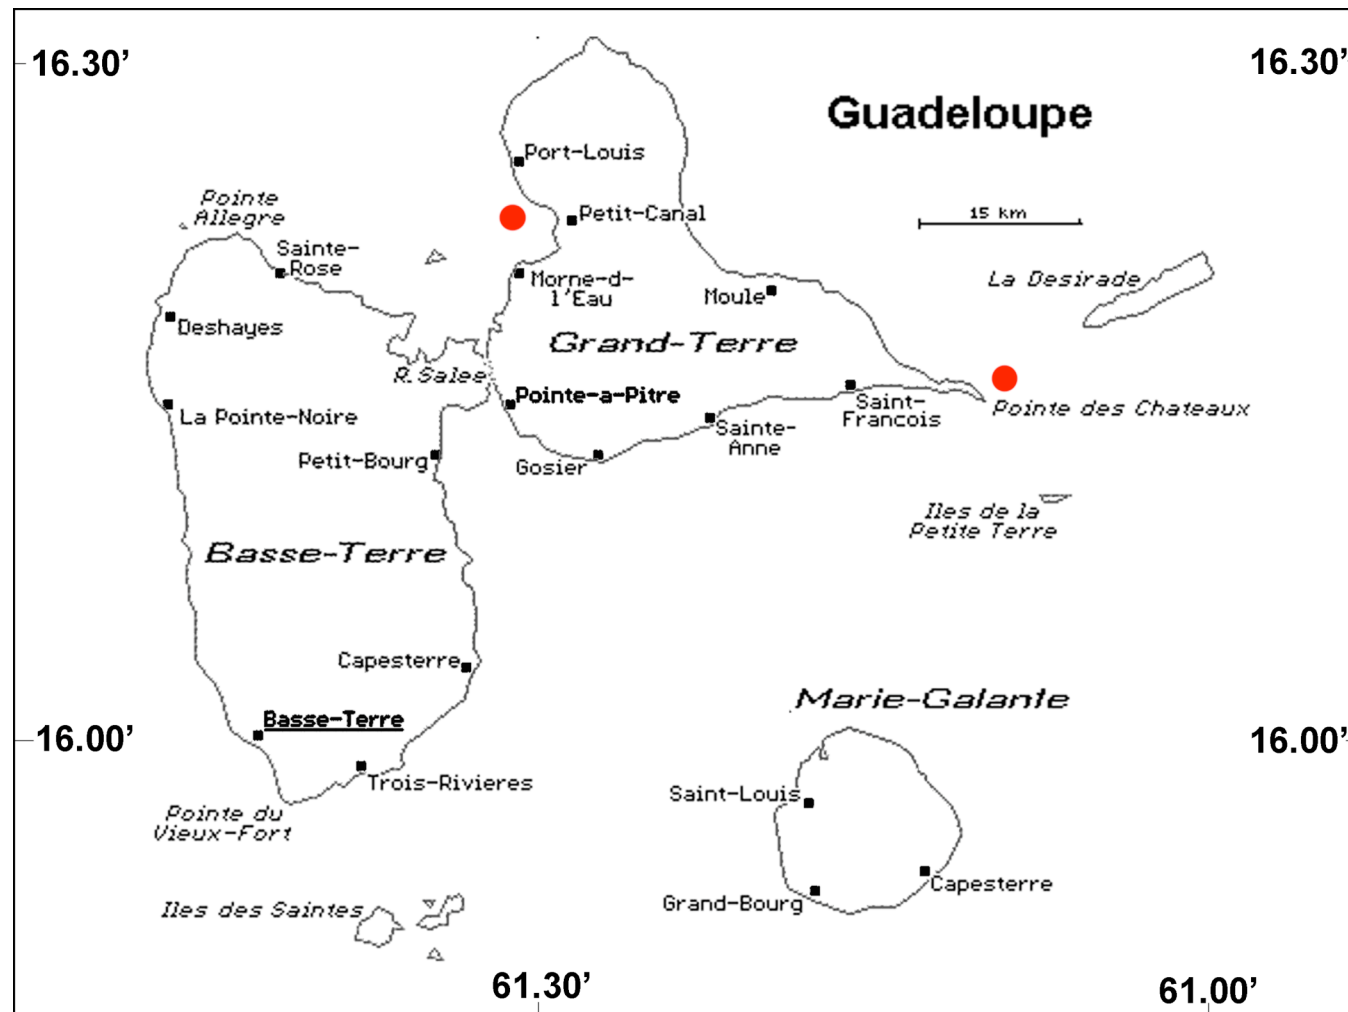 16.30’
16.30’
Guadeloupe
Port-Louis
Pointe
Allegre
Petit-Canal
15 km
Sainte-
Rose
Morne-d-
l'Eau
La Desirade
Moule
Deshayes
Grand-Terre
R.Salee
Pointe-a-Pitre
Saint-
Francois
Pointe des Chateaux
La Pointe-Noire
Sainte-
Anne
Petit-Bourg
Gosier
Iles de la
Petite Terre
Basse-Terre
Capesterre
Marie-Galante
Basse-Terre
16.00’
16.00’
Trois-Rivieres
Saint-Louis
Pointe du
Vieux-Fort
Capesterre
Grand-Bourg
Iles des Saintes
61.30’
61.00’